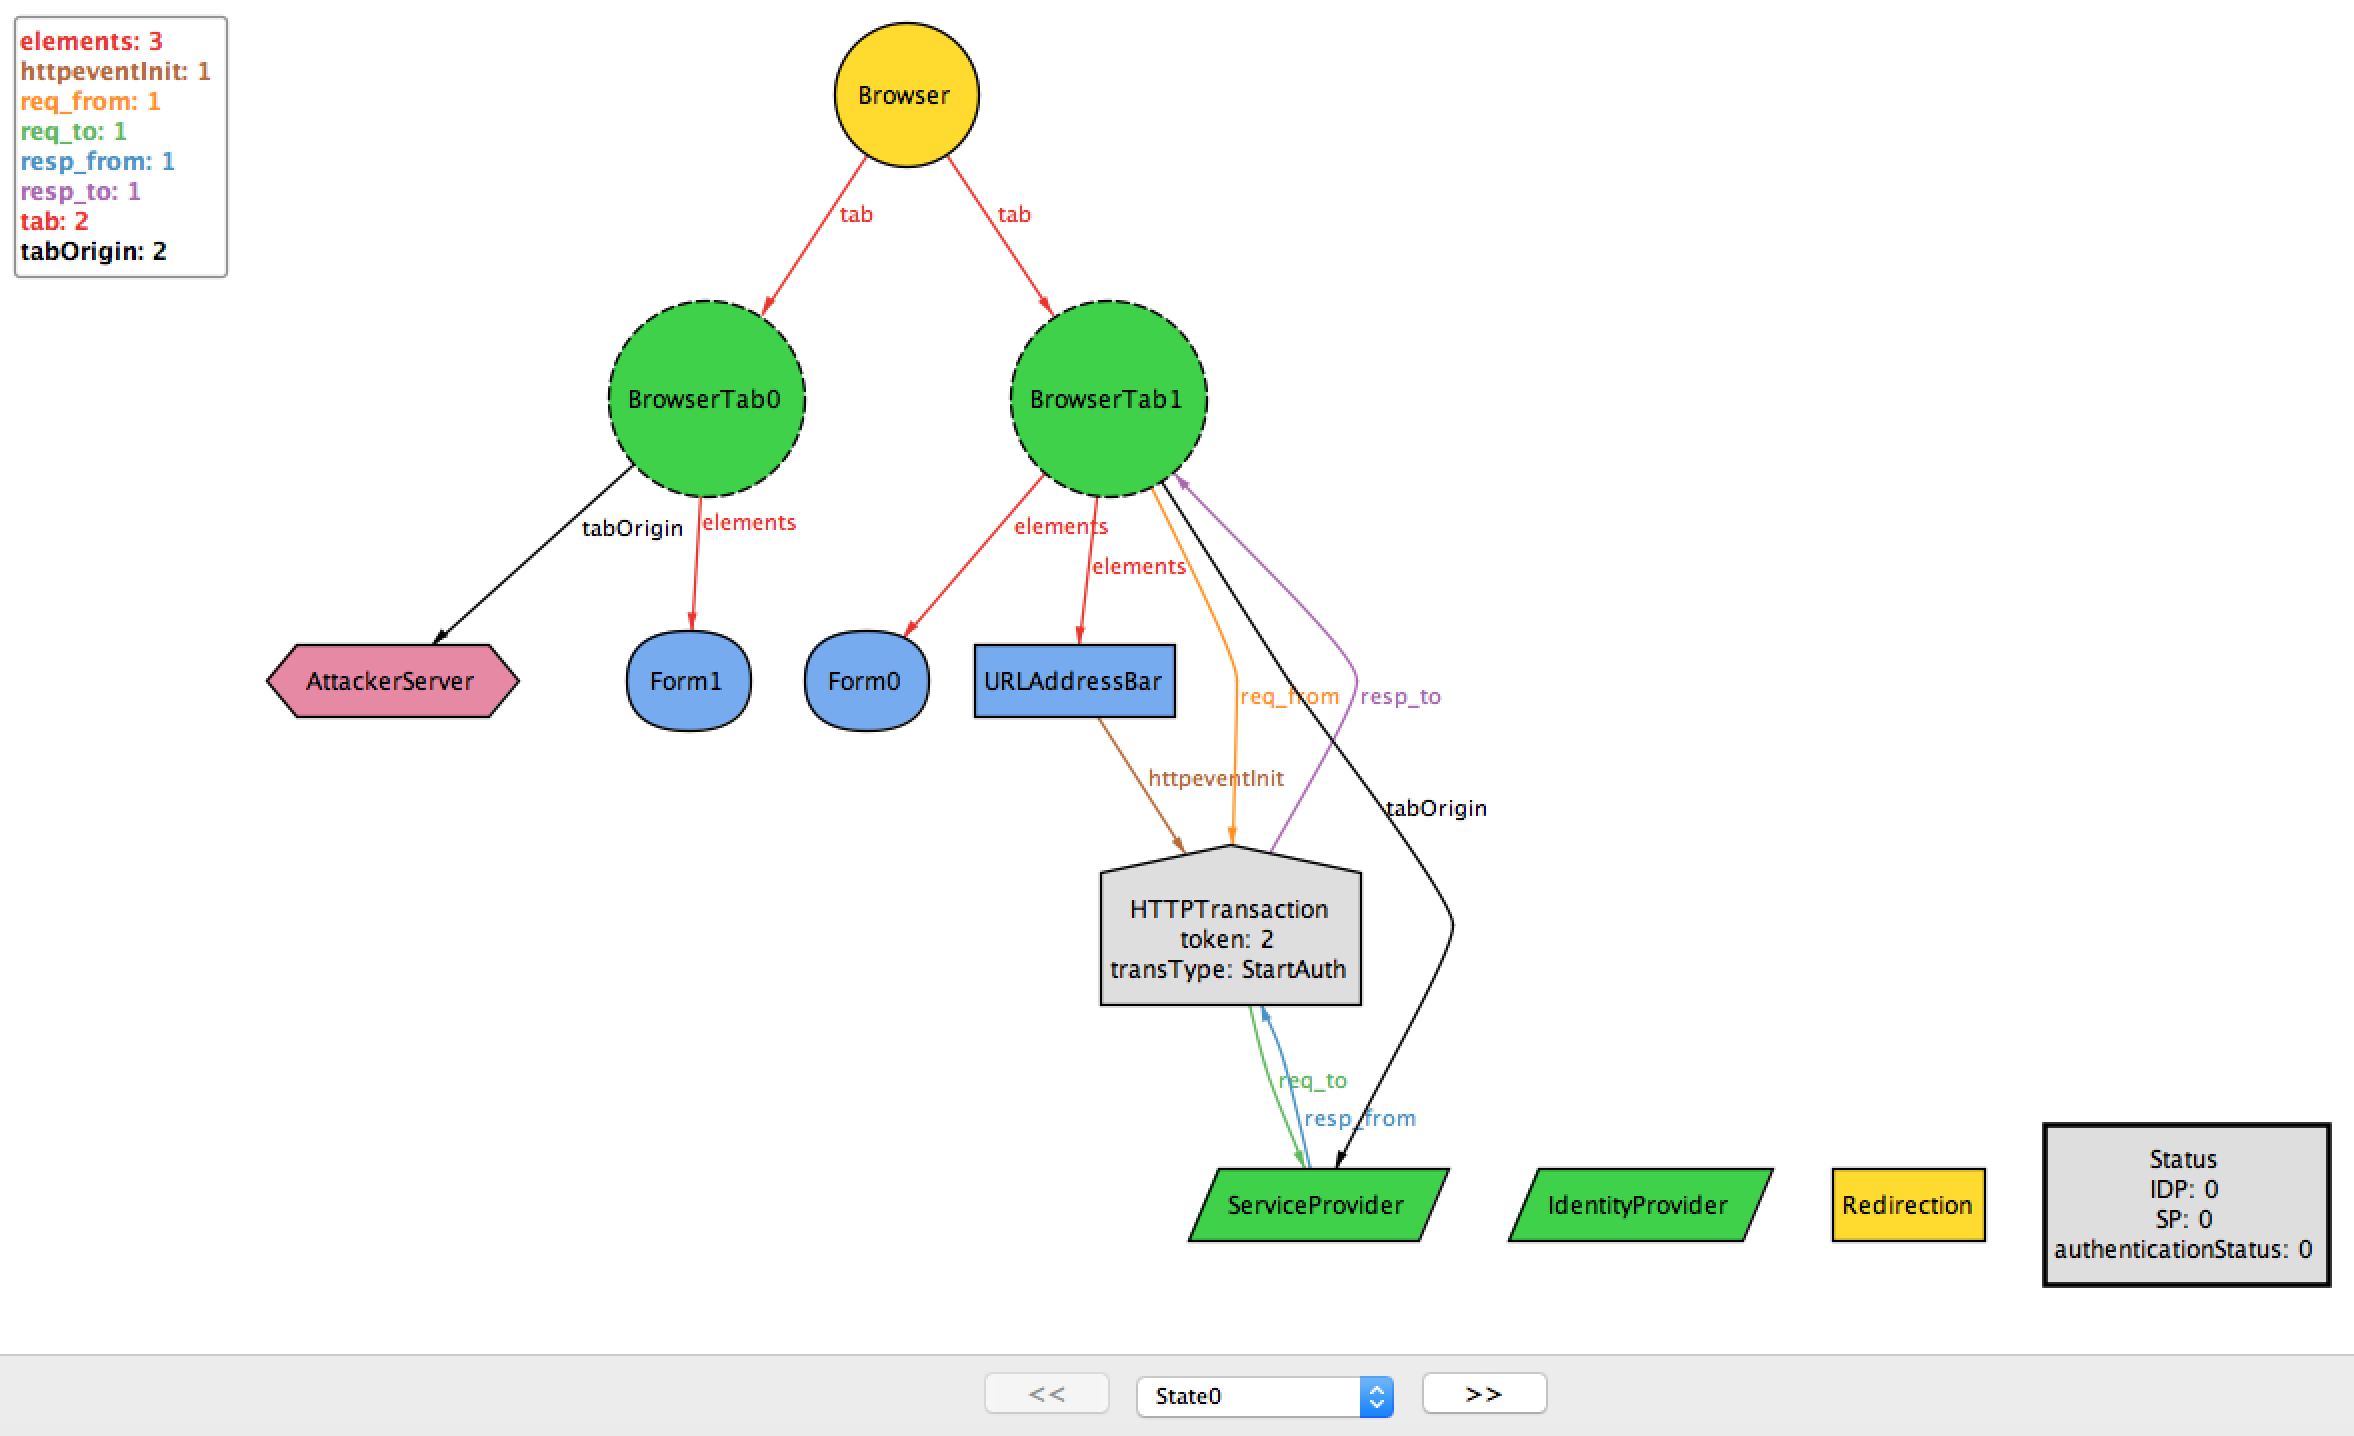 elements: 3
httpeventInit: 1
req_from: 1
req_to: 1
resp_from: 1
resp_to: 1
tab: 2
tabOrigin: 2
Browser
tab
tab
BrowserTab0
BrowserTab1
tabOrigin
elements
elements
elements
AttackerServer
Form1
Form0
URLAddressBar
req_from
resp_to
httpeventInit
tabOrigin
HTTPTransaction
token: 2
transType: StartAuth
req_to
resp_from
ServiceProvider
IdentityProvider
Redirection
Status
IDP: 0
SP: 0
authenticationStatus: 0
<<
State0
>>